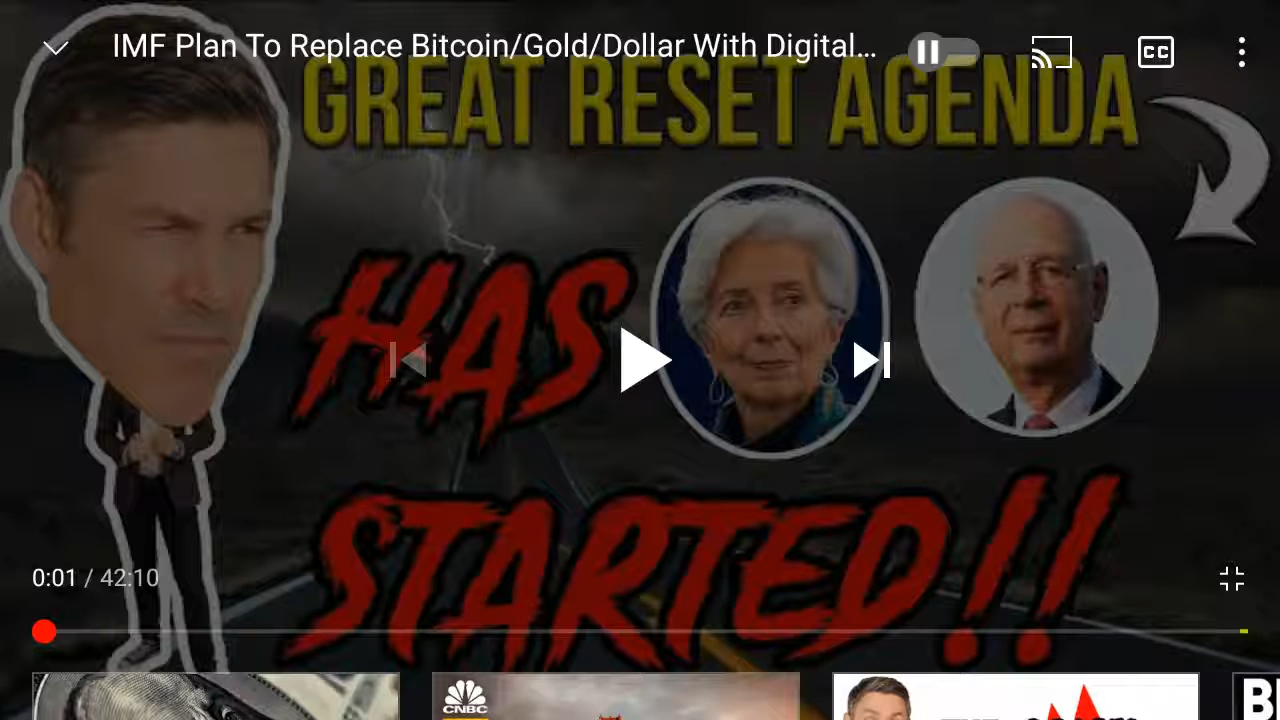 IMF Plan To Replace Bitcoin/Gold/Dollar With Digital...
CC
GREAT RESET AGENDA
HAS
STARTED!!
0:01 / 42:10
CNBC
THE